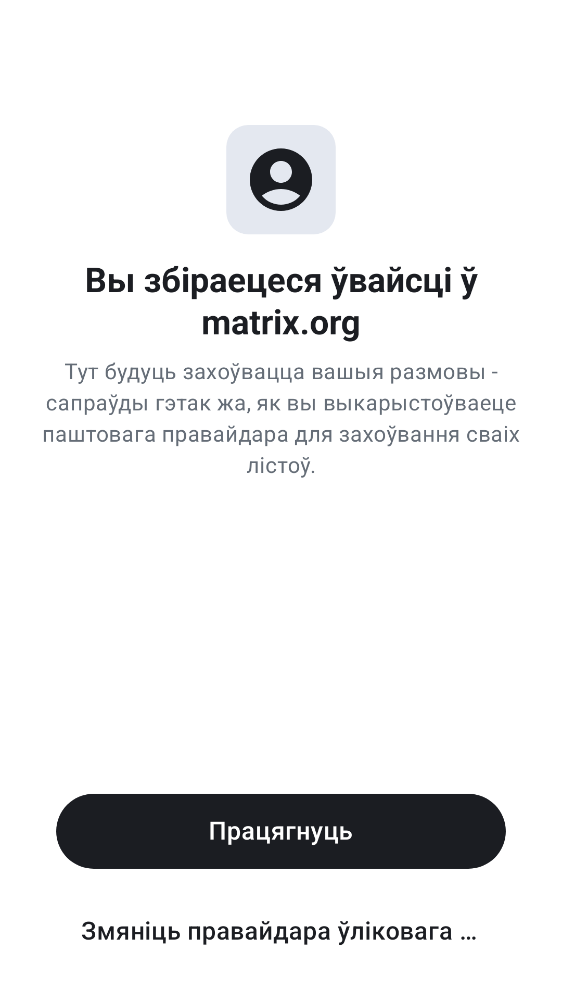 Вы збіраецеся ўвайсці ў
matrix.org
Тут будуць захоўвацца вашыя размовы -
сапраўды гэтак жа, як вы выкарыстоўваеце
паштовага правайдара для захоўвання сваіх
лістоў.
Працягнуць
Змяніць правайдара ўліковага ...